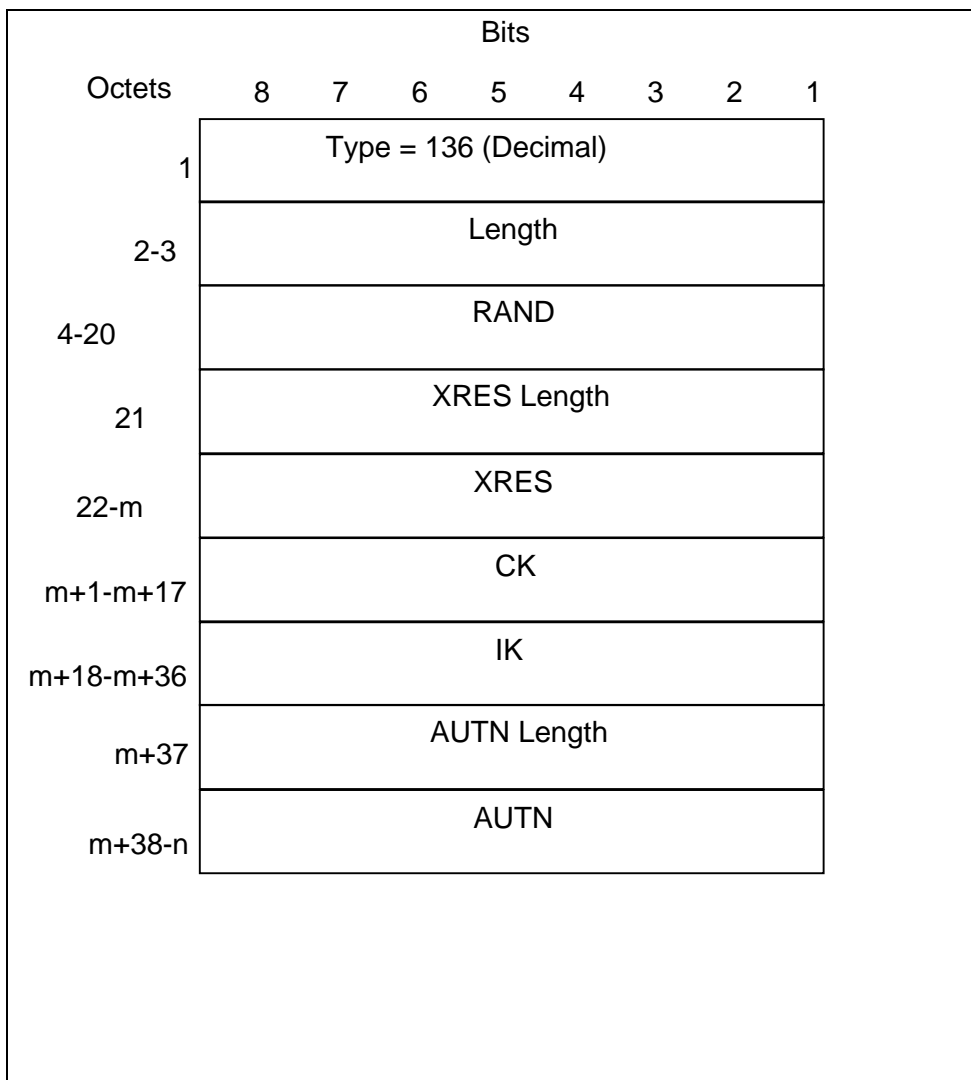 Bits
Octets 8 7 6 5 4 3 2 1
1 Type = 136 (Decimal)
2-3 Length
4-20 RAND
21 XRES Length
22-m XRES
m+1-m+17 CK
m+18-m+36 IK
m+37 AUTN Length
m+38-n AUTN